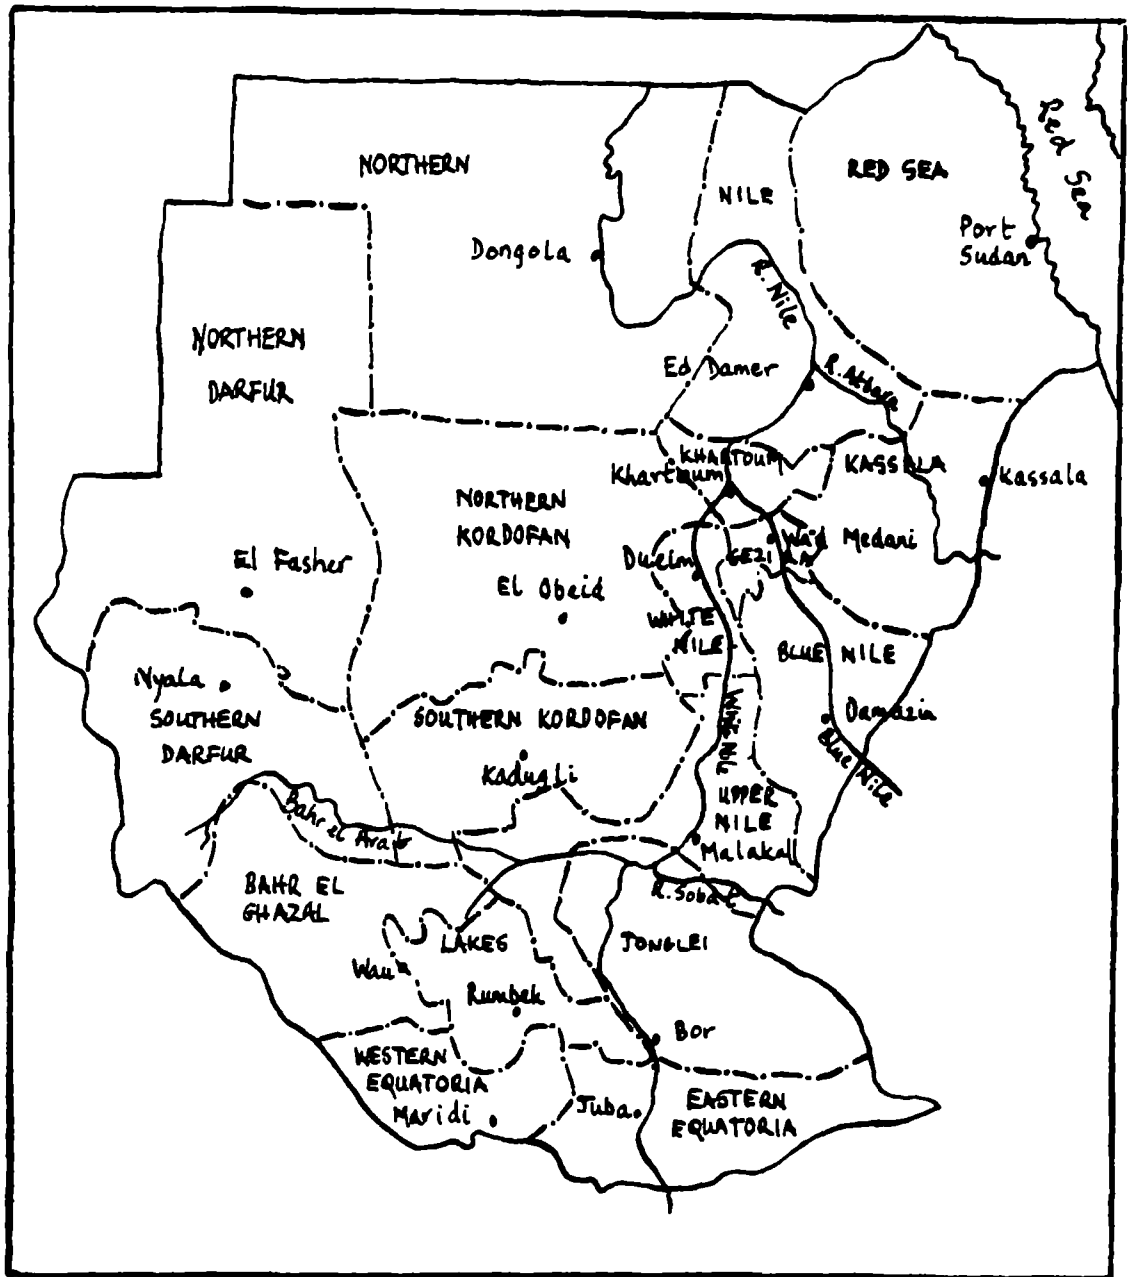 NORTHERN
RED SEA
Red Sea
NILE
Port
Sudan
Dongola
R. Nile
NORTHERN
DARFUR
Ed Damer
R. Atbara
KHARTOUM
KASSALA
Khartoum
Kassala
NORTHERN
KORDOFAN
Wad Medani
El Fasher
Dueim
GEZIRA
El Obeid
WHITE
NILE
BLUE NILE
Nyala
SOUTHERN
DARFUR
SOUTHERN KORDOFAN
White Nile
Damazin
Blue Nile
Kadugli
UPPER
NILE
Bahr el Arab
Malakal
BAHR EL
GHAZAL
R. Sobat
LAKES
JONGLEI
Wau
Rumbek
Bor
WESTERN
EQUATORIA
Maridi
Juba
EASTERN
EQUATORIA